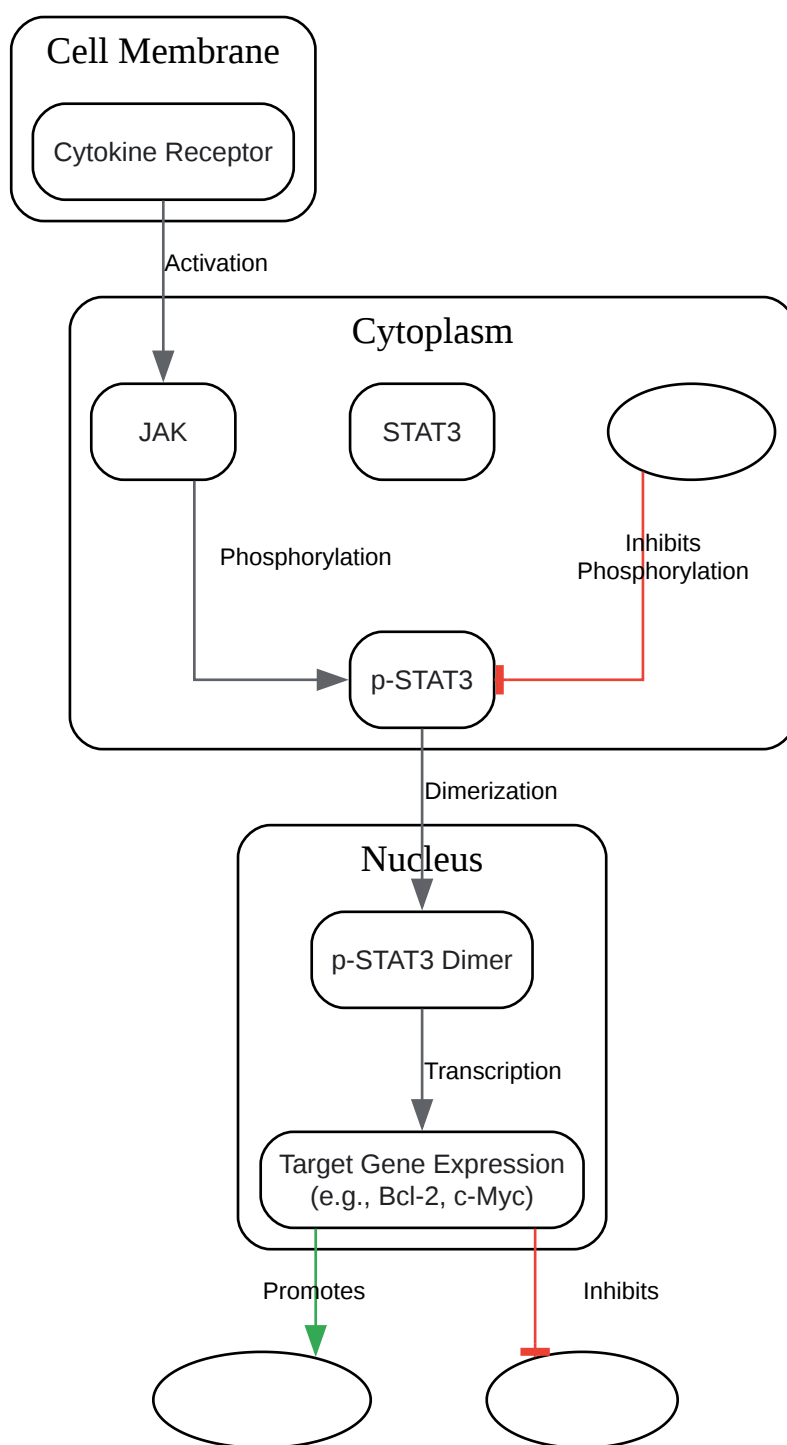 Cell Membrane
Cytokine Receptor
Activation
Cytoplasm
JAK
STAT3
Phosphorylation
Inhibits
Phosphorylation
p-STAT3
Dimerization
Nucleus
p-STAT3 Dimer
Transcription
Target Gene Expression
(e.g., Bcl-2, c-Myc)
Promotes
Inhibits